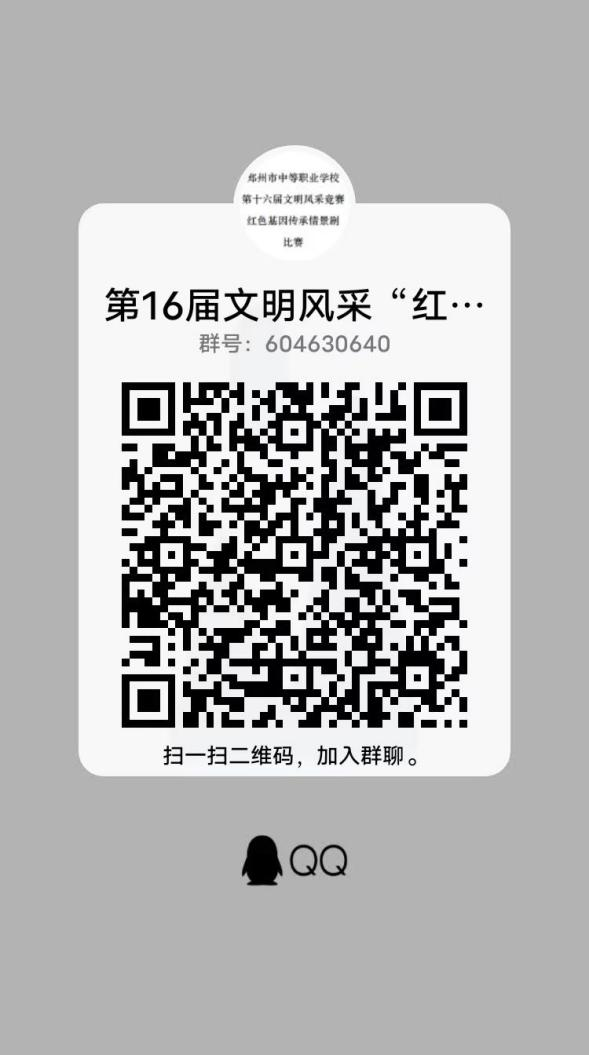 郑州市中等职业学校
第十六届文明风采竞赛
红色基因传承情景剧
比赛
第16届文明风采“红…
群号：604630640
扫一扫二维码，加入群聊。
QQ